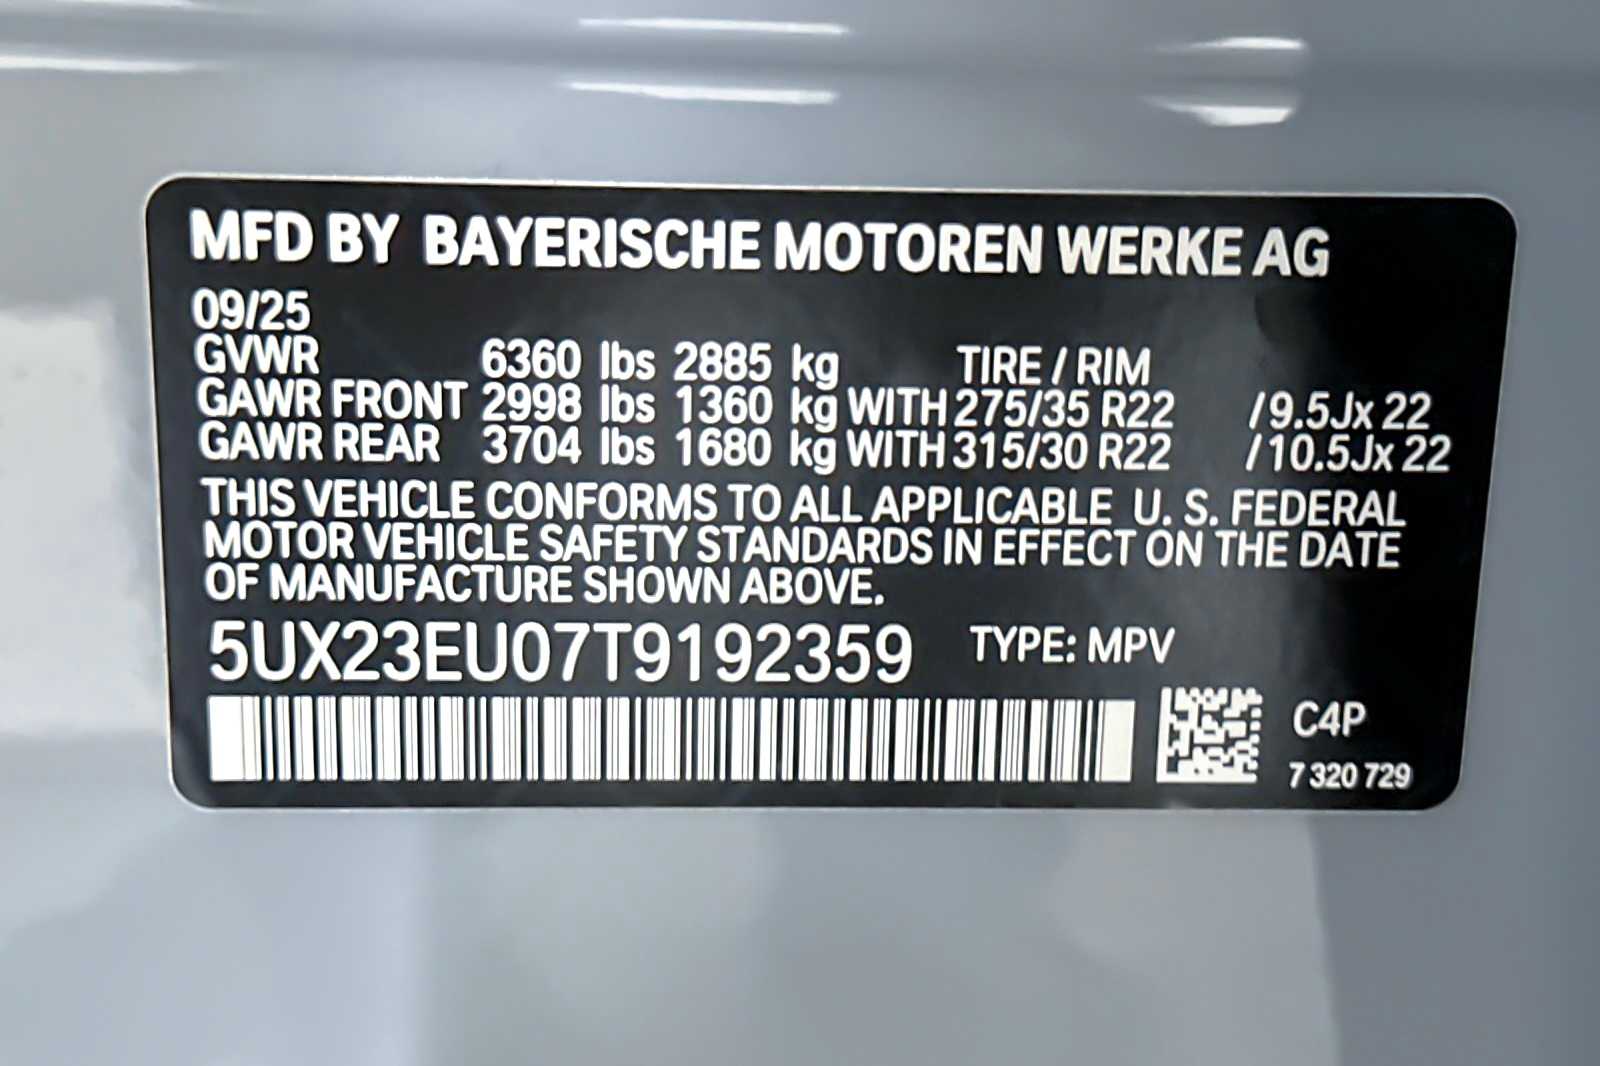 MFD BY BAYERISCHE MOTOREN WERKE AG
09/25
GVWR 6360 lbs 2885 kg TIRE / RIM
GAWR FRONT 2998 lbs 1360 kg WITH 275/35 R22 /9.5Jx 22
GAWR REAR 3704 lbs 1680 kg WITH 315/30 R22 /10.5Jx 22
THIS VEHICLE CONFORMS TO ALL APPLICABLE U. S. FEDERAL
MOTOR VEHICLE SAFETY STANDARDS IN EFFECT ON THE DATE
OF MANUFACTURE SHOWN ABOVE.
5UX23EU07T9192359 TYPE: MPV
C4P
7 320 729